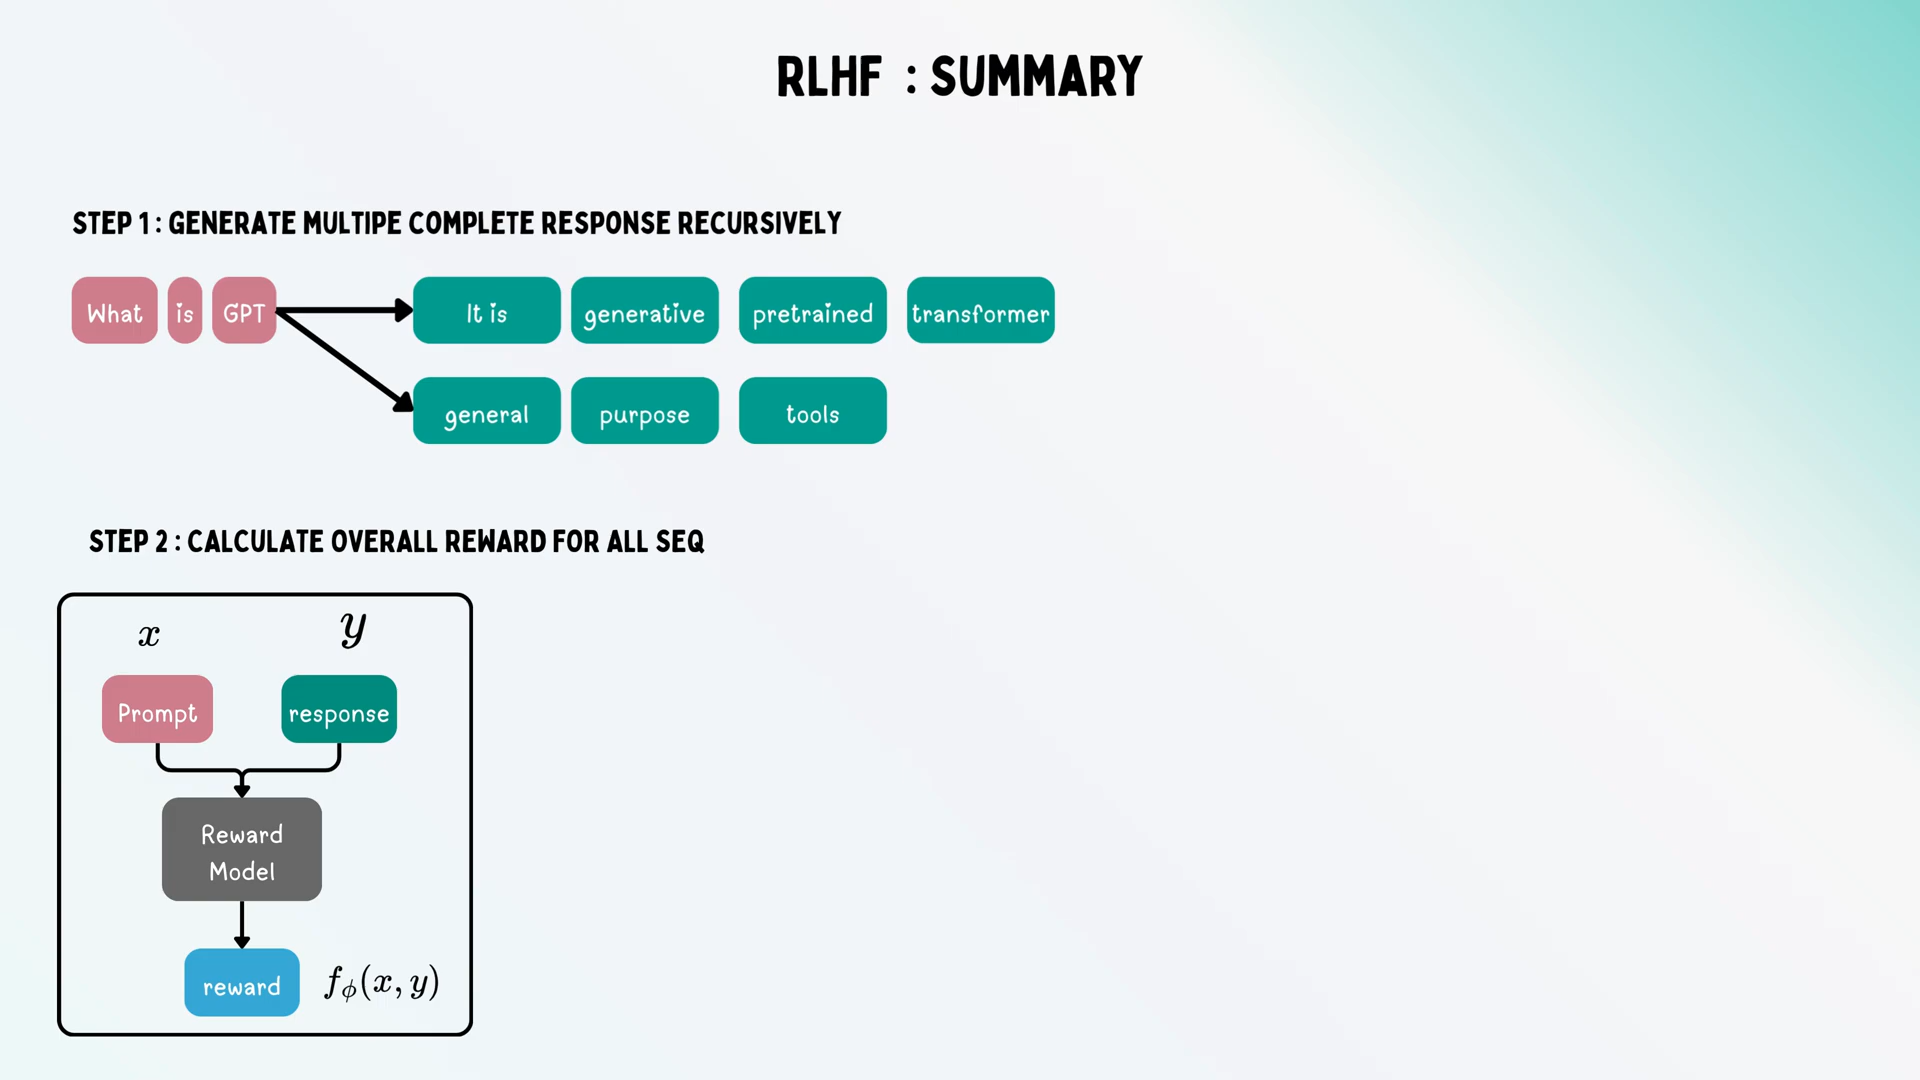 RLHF : SUMMARY
STEP 1 : GENERATE MULTIPE COMPLETE RESPONSE RECURSIVELY
What is GPT It is generative pretrained transformer
general purpose tools
STEP 2 : CALCULATE OVERALL REWARD FOR ALL SEQ
x y
Prompt response
Reward
Model
reward f_ϕ(x, y)